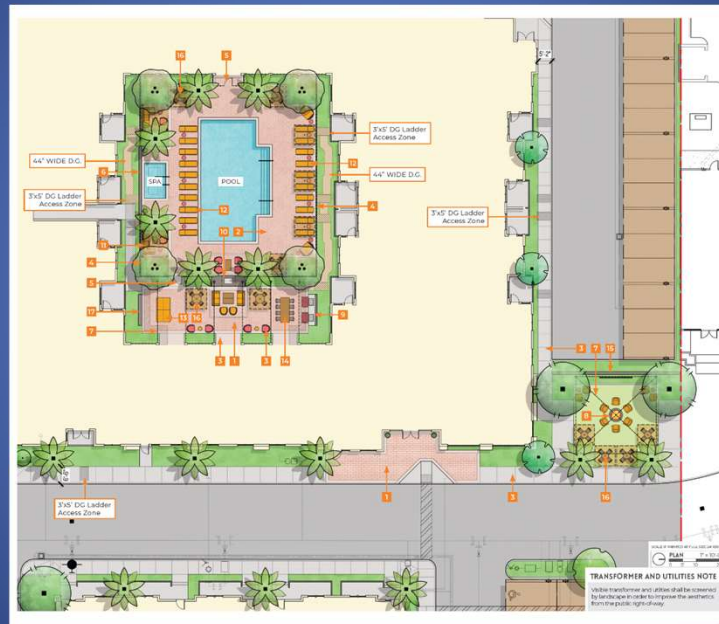 16
5
5'-2"
3'x5' DG Ladder
Access Zone
12
44" WIDE D.G.
44" WIDE D.G.
6
SPA
POOL
3'x5' DG Ladder
Access Zone
4
12
3'x5' DG Ladder
Access Zone
2
11
10
4
5
17
13
16
9
7
3
1
3
14
3
7
15
8
16
1
3
3'x5' DG Ladder
Access Zone
PLAN
TRANSFORMER AND UTILITIES NOTE
Visible transformer and utilities shall be screened
by landscape in order to improve the aesthetics
from the public right-of-way.